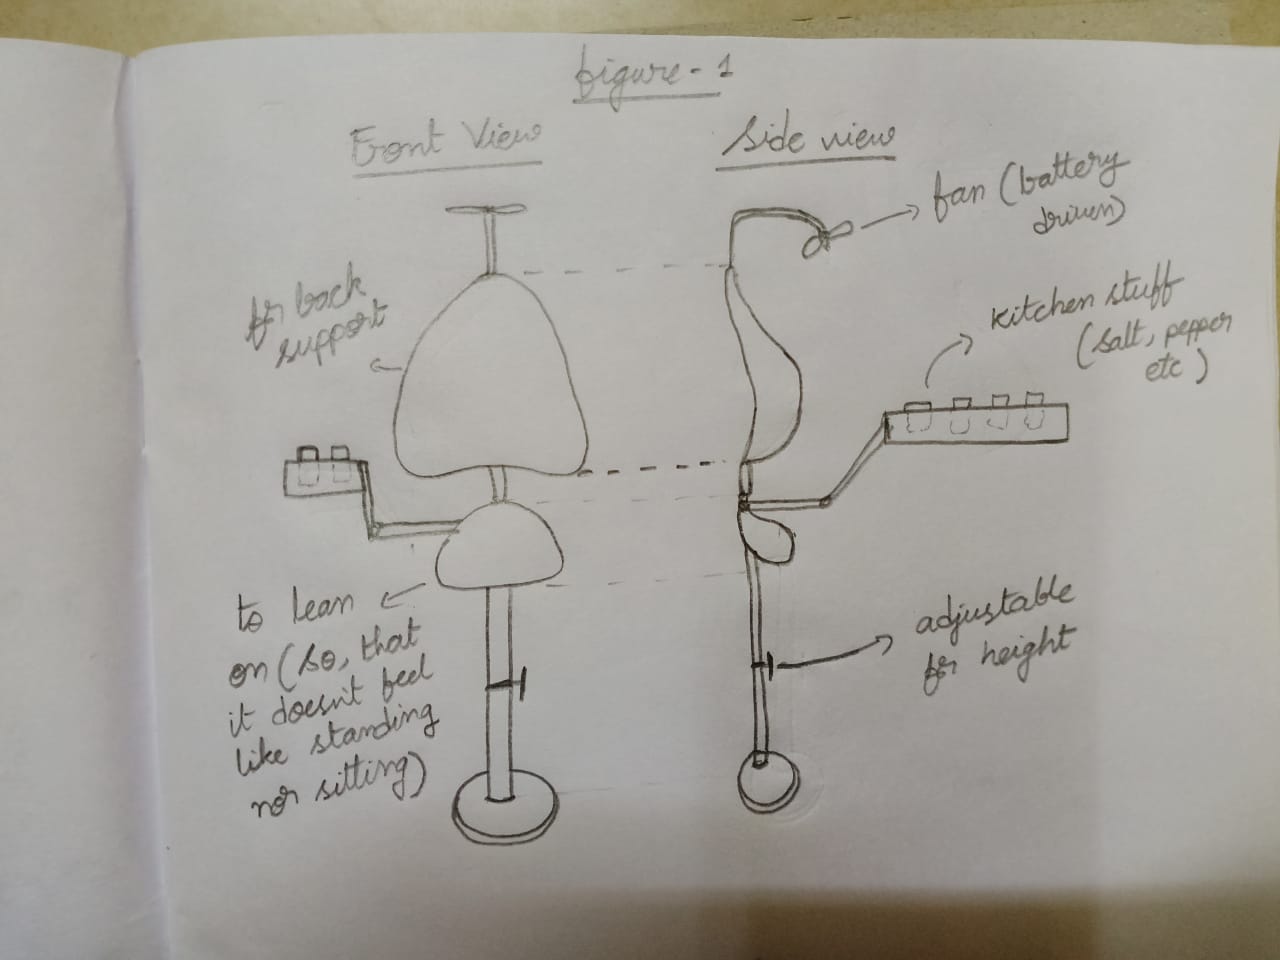 figure - 1
Front View
Side view
fan (battery
driven)
for back
support
kitchen stuff
(salt, pepper
etc)
to lean
on (so, that
it doesn't feel
like standing
nor sitting)
adjustable
for height